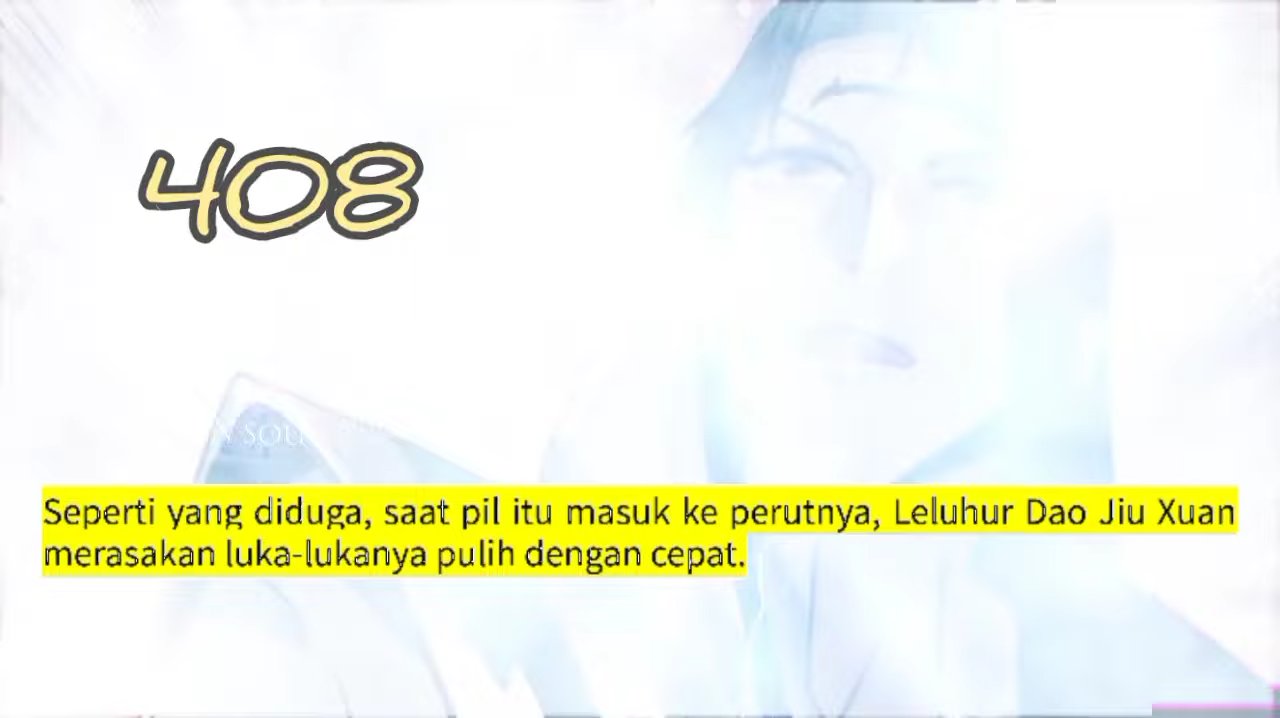 408
Seperti yang diduga, saat pil itu masuk ke perutnya, Leluhur Dao Jiu Xuan
merasakan luka-lukanya pulih dengan cepat.